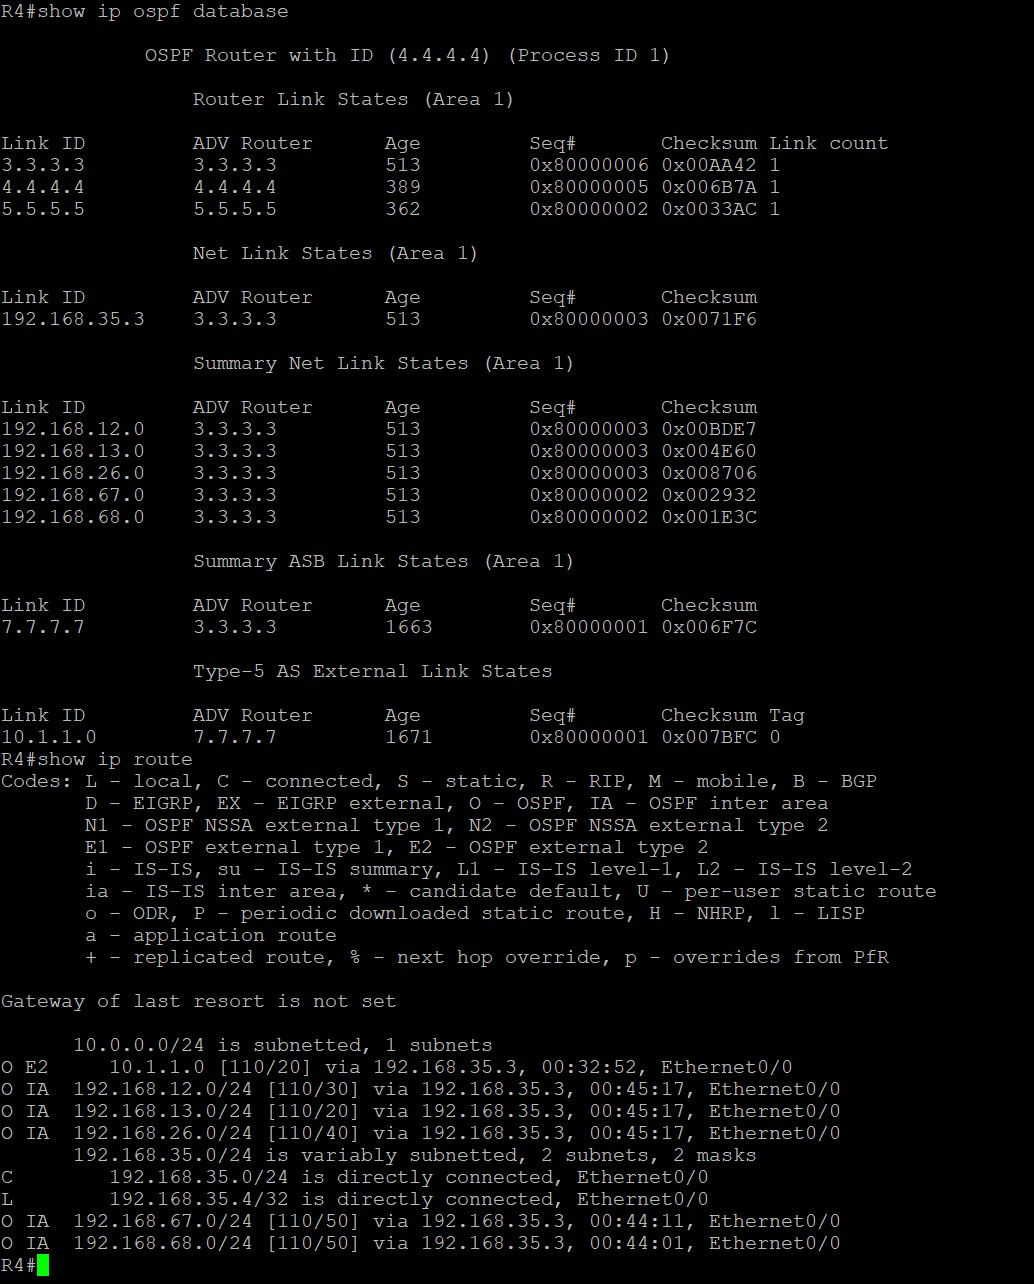 R4#show ip ospf database
OSPF Router with ID (4.4.4.4) (Process ID 1)
Router Link States (Area 1)
Link ID ADV Router Age Seq# Checksum Link count
3.3.3.3 3.3.3.3 513 0x80000006 0x00AA42 1
4.4.4.4 4.4.4.4 389 0x80000005 0x006B7A 1
5.5.5.5 5.5.5.5 362 0x80000002 0x0033AC 1
Net Link States (Area 1)
Link ID ADV Router Age Seq# Checksum
192.168.35.3 3.3.3.3 513 0x80000003 0x0071F6
Summary Net Link States (Area 1)
Link ID ADV Router Age Seq# Checksum
192.168.12.0 3.3.3.3 513 0x80000003 0x00BDE7
192.168.13.0 3.3.3.3 513 0x80000003 0x004E60
192.168.26.0 3.3.3.3 513 0x80000003 0x008706
192.168.67.0 3.3.3.3 513 0x80000002 0x002932
192.168.68.0 3.3.3.3 513 0x80000002 0x001E3C
Summary ASB Link States (Area 1)
Link ID ADV Router Age Seq# Checksum
7.7.7.7 3.3.3.3 1663 0x80000001 0x006F7C
Type-5 AS External Link States
Link ID ADV Router Age Seq# Checksum Tag
10.1.1.0 7.7.7.7 1671 0x80000001 0x007BFC 0
R4#show ip route
Codes: L - local, C - connected, S - static, R - RIP, M - mobile, B - BGP
D - EIGRP, EX - EIGRP external, O - OSPF, IA - OSPF inter area
N1 - OSPF NSSA external type 1, N2 - OSPF NSSA external type 2
E1 - OSPF external type 1, E2 - OSPF external type 2
i - IS-IS, su - IS-IS summary, L1 - IS-IS level-1, L2 - IS-IS level-2
ia - IS-IS inter area, * - candidate default, U - per-user static route
o - ODR, P - periodic downloaded static route, H - NHRP, l - LISP
a - application route
+ - replicated route, % - next hop override, p - overrides from PfR
Gateway of last resort is not set
10.0.0.0/24 is subnetted, 1 subnets
O E2 10.1.1.0 [110/20] via 192.168.35.3, 00:32:52, Ethernet0/0
O IA 192.168.12.0/24 [110/30] via 192.168.35.3, 00:45:17, Ethernet0/0
O IA 192.168.13.0/24 [110/20] via 192.168.35.3, 00:45:17, Ethernet0/0
O IA 192.168.26.0/24 [110/40] via 192.168.35.3, 00:45:17, Ethernet0/0
192.168.35.0/24 is variably subnetted, 2 subnets, 2 masks
C 192.168.35.0/24 is directly connected, Ethernet0/0
L 192.168.35.4/32 is directly connected, Ethernet0/0
O IA 192.168.67.0/24 [110/50] via 192.168.35.3, 00:44:11, Ethernet0/0
O IA 192.168.68.0/24 [110/50] via 192.168.35.3, 00:44:01, Ethernet0/0
R4#